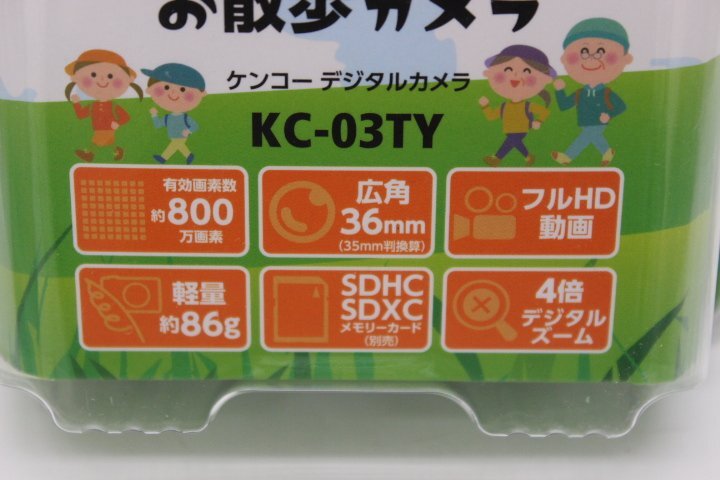 お散歩カメラ
ケンコー デジタルカメラ
KC-03TY
有効画素数
約800
万画素
広角
36mm
(35mm判換算)
フルHD
動画
軽量
約86g
SDHC
SDXC
メモリーカード
(別売)
4倍
デジタル
ズーム